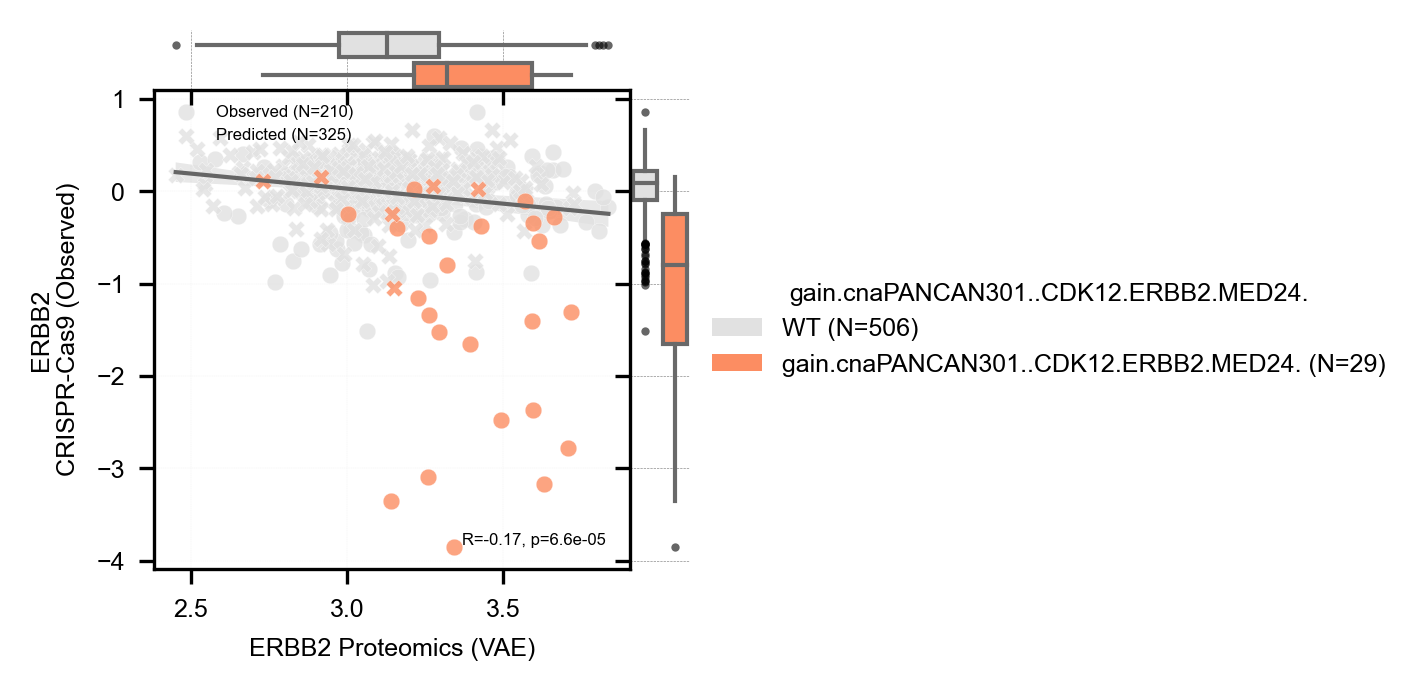 1
0
−1
−2
−3
−4
ERBB2
CRISPR-Cas9 (Observed)
Observed (N=210)
Predicted (N=325)
R=-0.17, p=6.6e-05
2.5
3.0
3.5
ERBB2 Proteomics (VAE)
gain.cnaPANCAN301..CDK12.ERBB2.MED24.
WT (N=506)
gain.cnaPANCAN301..CDK12.ERBB2.MED24. (N=29)